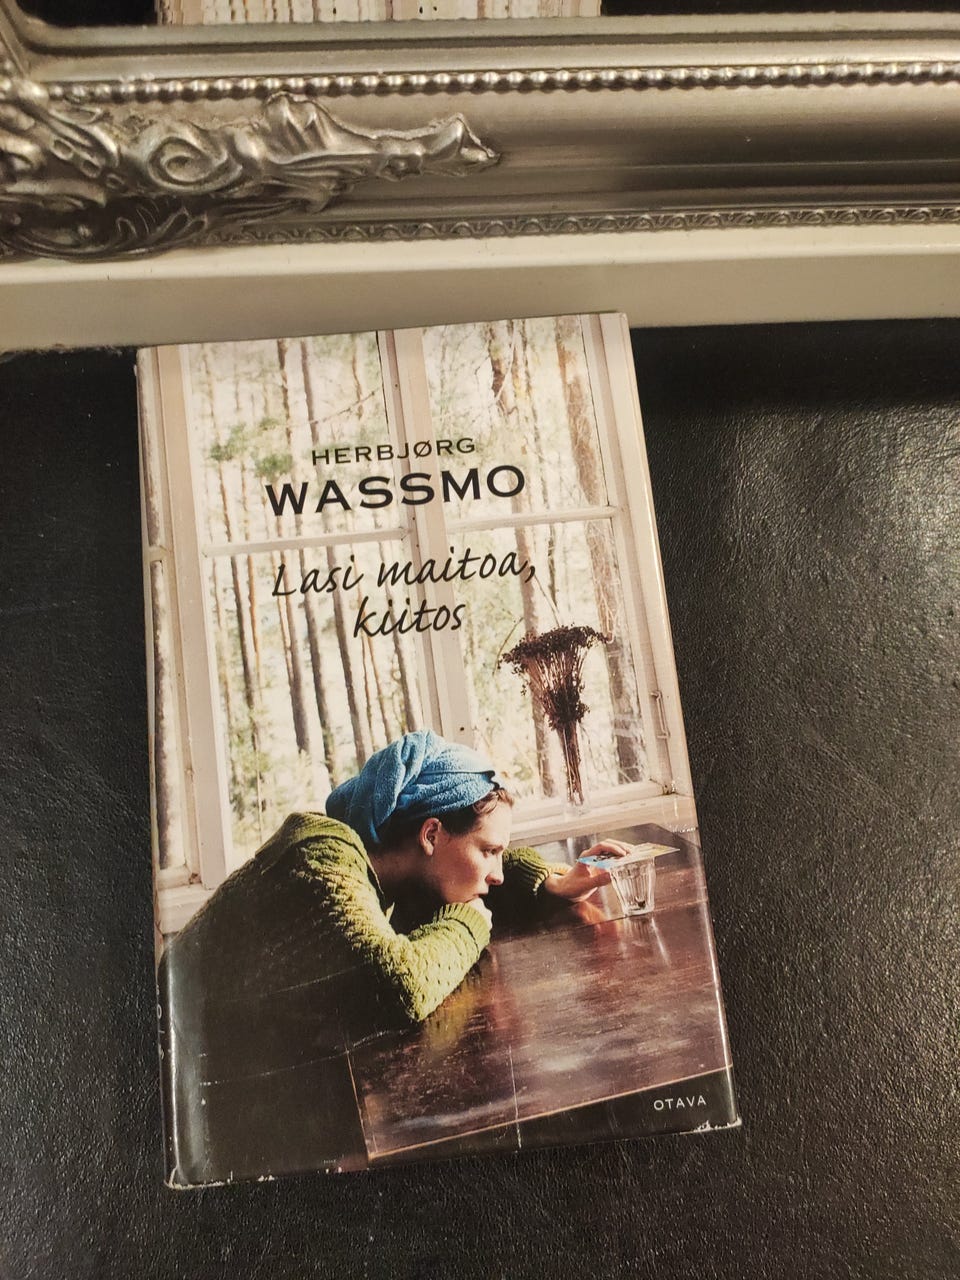 HERBJØRG
WASSMO
Lasi maitoa,
kiitos
OTAVA